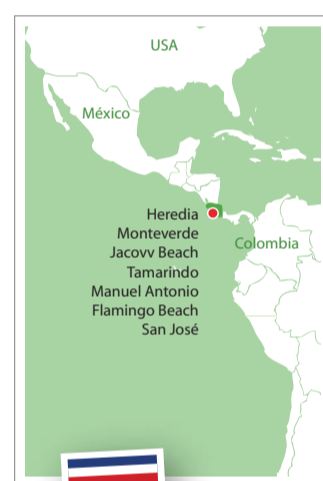 USA
México
Heredia
Monteverde
Jacovv Beach
Colombia
Tamarindo
Manuel Antonio
Flamingo Beach
San José